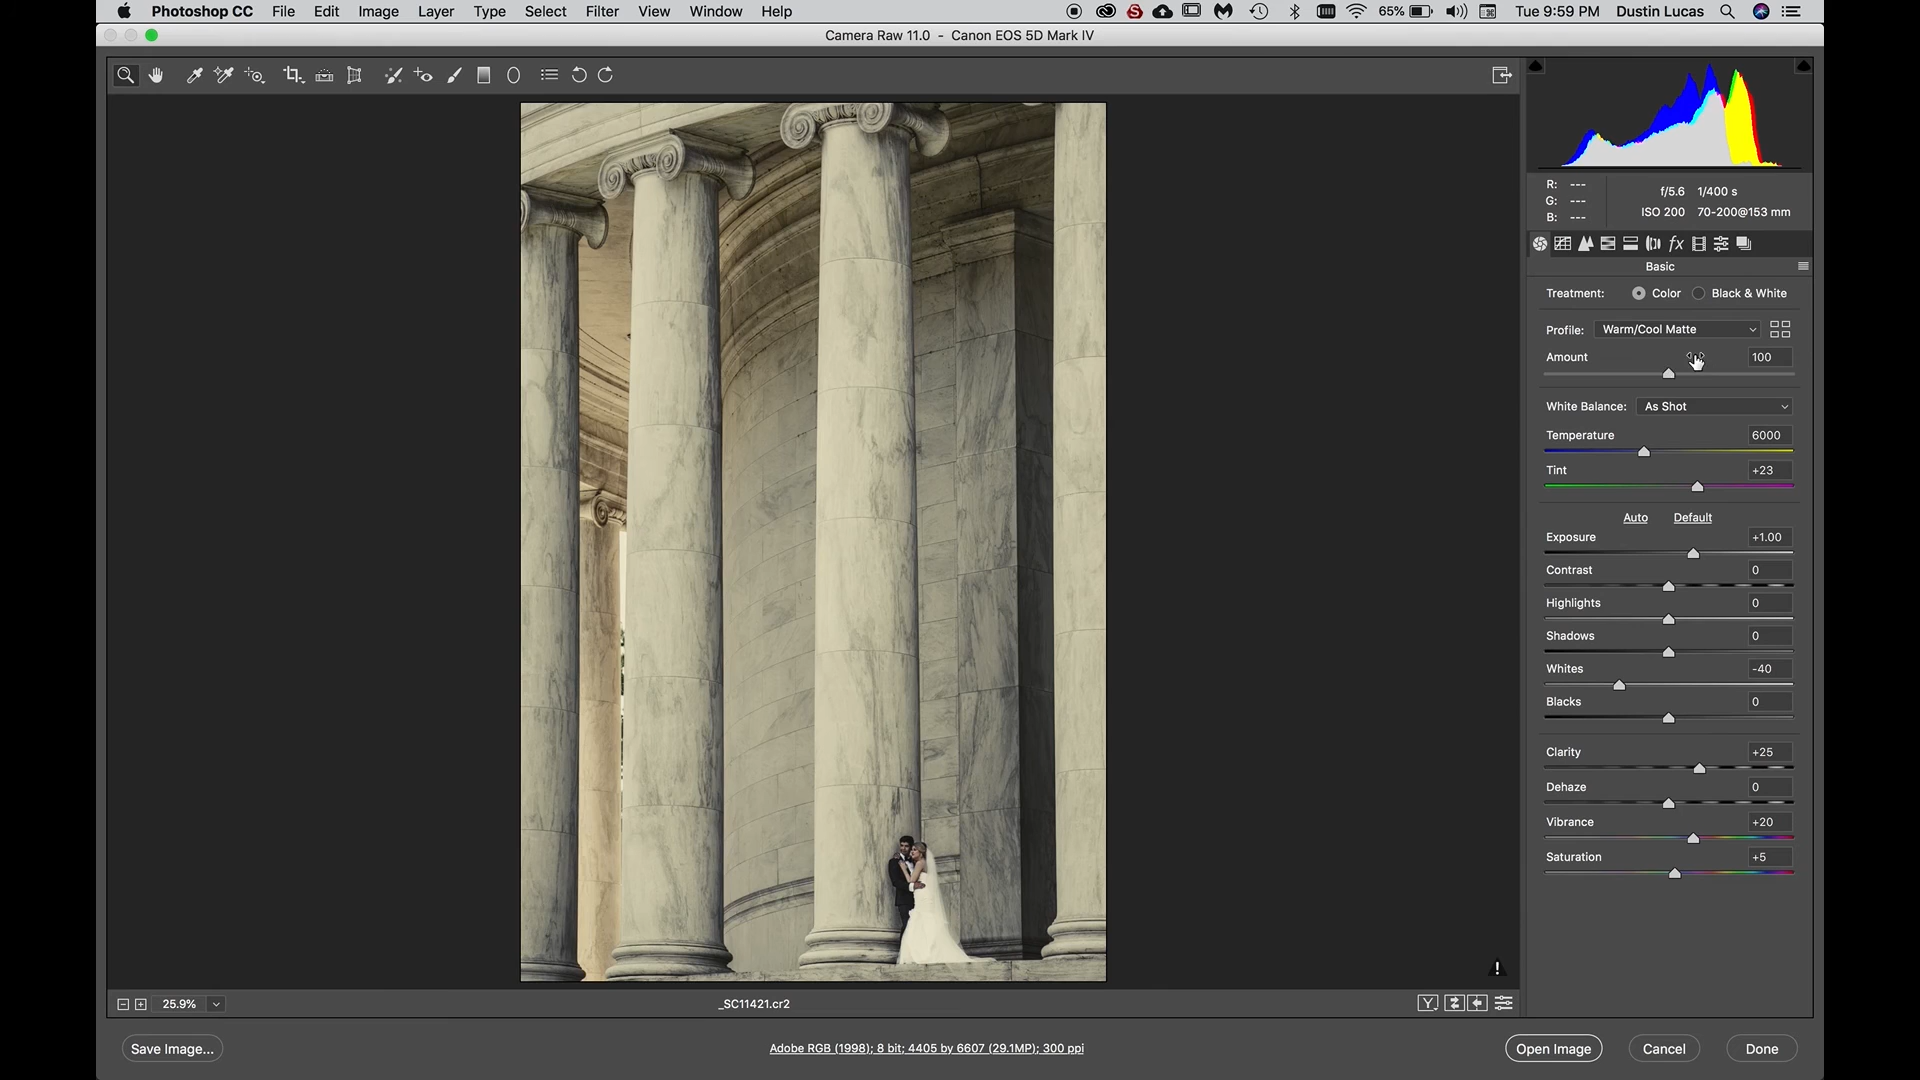 Photoshop CC File Edit Image Layer Type Select Filter View Window Help 65% Tue 9:59 PM Dustin Lucas
Camera Raw 11.0 - Canon EOS 5D Mark IV
R: --- f/5.6 1/400 s
G: ---
B: --- ISO 200 70-200@153 mm
fx
Basic
Treatment: Color Black & White
Profile: Warm/Cool Matte
Amount 100
White Balance: As Shot
Temperature 6000
Tint +23
Auto Default
Exposure +1.00
Contrast 0
Highlights 0
Shadows 0
Whites -40
Blacks 0
Clarity +25
Dehaze 0
Vibrance +20
Saturation +5
25.9% _SC11421.cr2 Y
Save Image... Adobe RGB (1998); 8 bit; 4405 by 6607 (29.1MP); 300 ppi Open Image Cancel Done